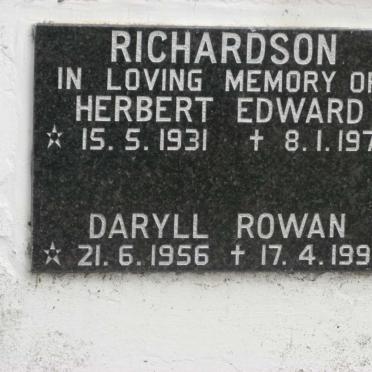 RICHARDSON
IN LOVING MEMORY OF
HERBERT EDWARD
☆ 15.5.1931 † 8.1.197
DARYLL ROWAN
☆ 21.6.1956 † 17.4.199